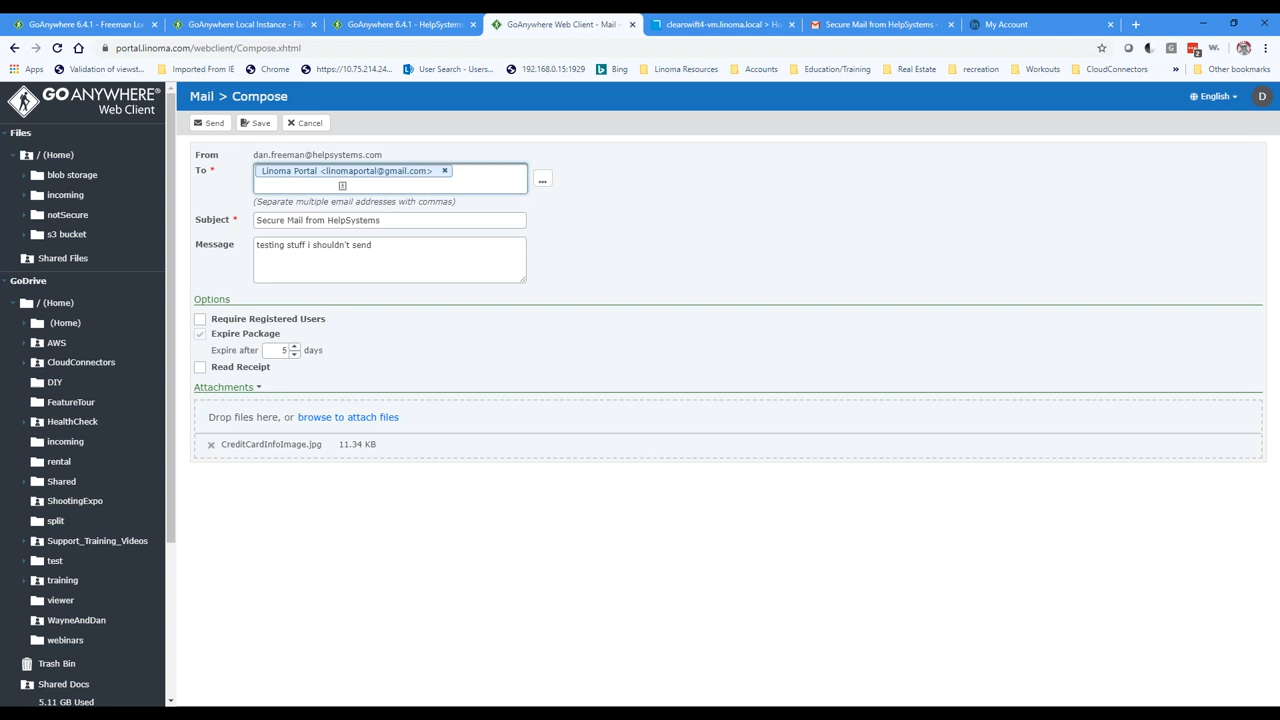 GoAnywhere 6.4.1 - Freeman Lo
GoAnywhere Local Instance - Fil
GoAnywhere 6.4.1 - HelpSystems
GoAnywhere Web Client - Mail -
clearswift4-vm.linoma.local > Ho
Secure Mail from HelpSystems -
My Account
portal.linoma.com/webclient/Compose.xhtml
Apps
Validation of viewst...
Imported From IE
Chrome
https://10.75.214.24...
User Search - Users...
192.168.0.15:1929
Bing
Linoma Resources
Accounts
Education/Training
Real Estate
recreation
Workouts
CloudConnectors
»
Other bookmarks
GOANYWHERE®
Web Client
Mail > Compose
English
D
Send
Save
Cancel
Files
/ (Home)
blob storage
incoming
notSecure
s3 bucket
Shared Files
GoDrive
/ (Home)
(Home)
AWS
CloudConnectors
DIY
FeatureTour
HealthCheck
incoming
rental
Shared
ShootingExpo
split
Support_Training_Videos
test
training
viewer
WayneAndDan
webinars
Trash Bin
Shared Docs
5.11 GB Used
From dan.freeman@helpsystems.com
To * Linoma Portal <linomaportal@gmail.com>
...
(Separate multiple email addresses with commas)
Subject * Secure Mail from HelpSystems
Message testing stuff i shouldn't send
Options
Require Registered Users
Expire Package
Expire after 5 days
Read Receipt
Attachments
Drop files here, or browse to attach files
CreditCardInfoImage.jpg 11.34 KB